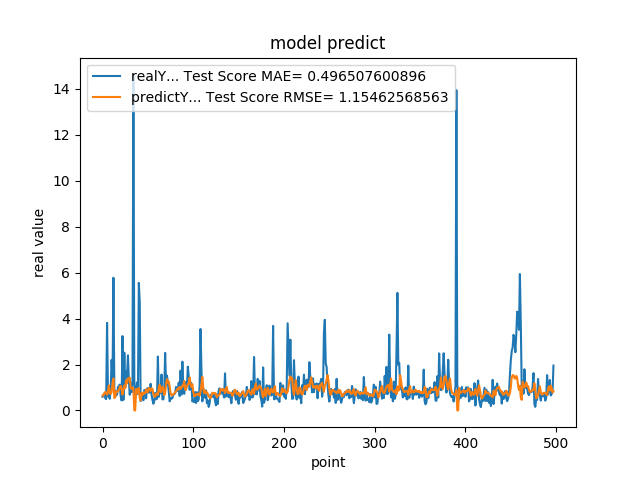 model predict
realY... Test Score MAE= 0.496507600896
predictY... Test Score RMSE= 1.15462568563
14
12
10
8
6
4
2
0
real value
0 100 200 300 400 500
point